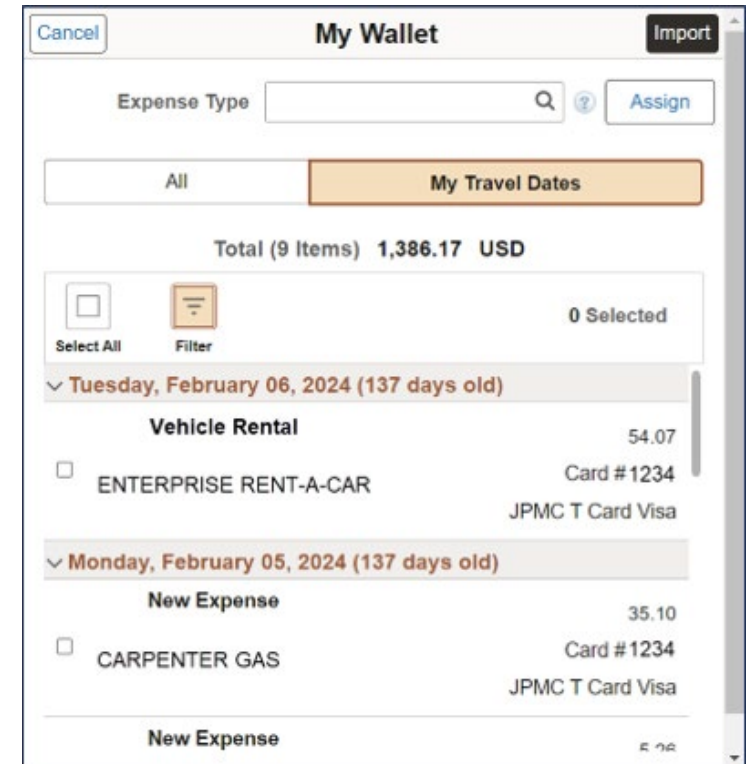 Cancel My Wallet Import
Expense Type ? Assign
All My Travel Dates
Total (9 Items) 1,386.17 USD
0 Selected
Select All Filter
Tuesday, February 06, 2024 (137 days old)
Vehicle Rental
54.07
ENTERPRISE RENT-A-CAR Card #1234
JPMC T Card Visa
Monday, February 05, 2024 (137 days old)
New Expense
35.10
CARPENTER GAS Card #1234
JPMC T Card Visa
New Expense